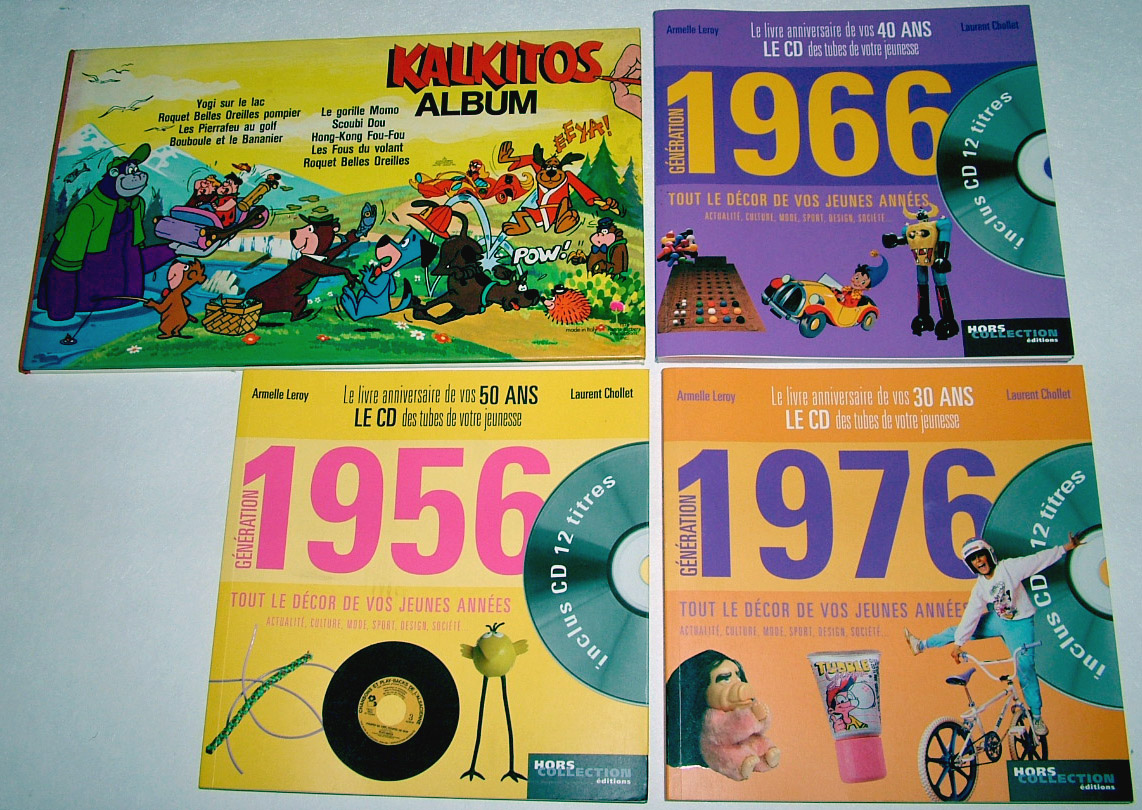 KALKITOS
ALBUM
Yogi sur le lac
Roquet Belles Oreilles pompier
Les Pierrafeu au golf
Bouboule et le Bananier
Le gorille Momo
Scoubi Dou
Hong-Kong Fou-Fou
Les Fous du volant
Roquet Belles Oreilles
EEYA!
POW!
made in Italy
Armelle Leroy
Le livre anniversaire de vos 40 ANS
LE CD des tubes de votre jeunesse
Laurent Chollet
GÉNÉRATION
1966
inclus CD 12 titres
TOUT LE DÉCOR DE VOS JEUNES ANNÉES
ACTUALITÉ, CULTURE, MODE, SPORT, DESIGN, SOCIÉTÉ...
HORS
COLLECTION
éditions
Armelle Leroy
Le livre anniversaire de vos 50 ANS
LE CD des tubes de votre jeunesse
Laurent Chollet
GÉNÉRATION
1956
inclus CD 12 titres
TOUT LE DÉCOR DE VOS JEUNES ANNÉES
ACTUALITÉ, CULTURE, MODE, SPORT, DESIGN, SOCIÉTÉ...
3
HORS
COLLECTION
éditions
Armelle Leroy
Le livre anniversaire de vos 30 ANS
LE CD des tubes de votre jeunesse
Laurent Chollet
GÉNÉRATION
1976
inclus CD 12 titres
TOUT LE DÉCOR DE VOS JEUNES ANNÉES
ACTUALITÉ, CULTURE, MODE, SPORT, DESIGN, SOCIÉTÉ...
TUBBLE
HORS
COLLECTION
éditions